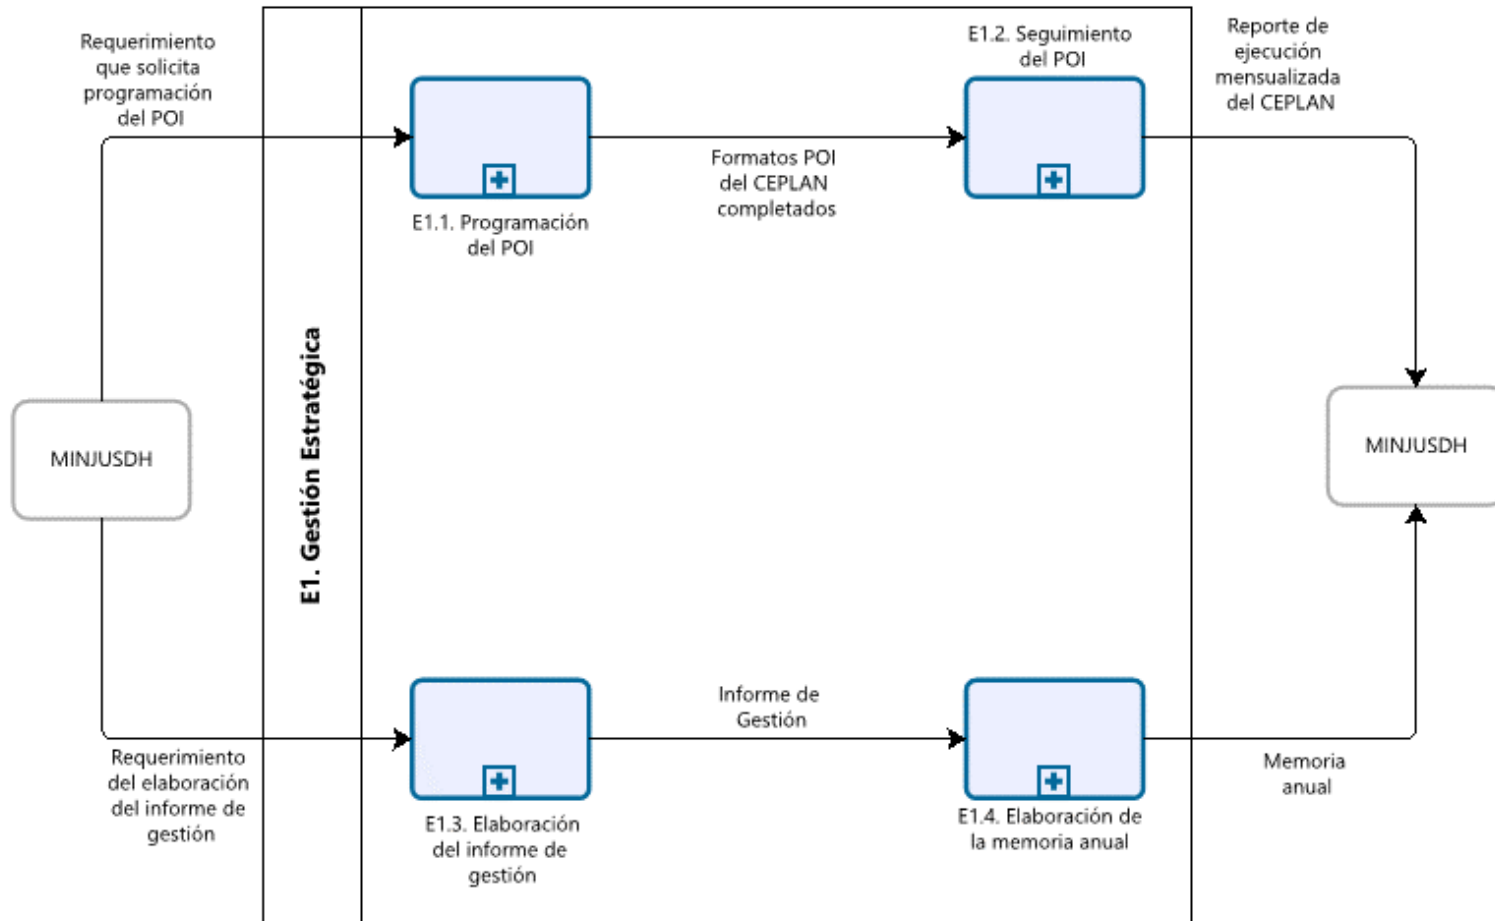 Requerimiento
que solicita
programación
del POI
E1.2. Seguimiento
del POI
Reporte de
ejecución
mensualizada
del CEPLAN
Formatos POI
del CEPLAN
completados
E1.1. Programación
del POI
E1. Gestión Estratégica
MINJUSDH
MINJUSDH
Informe de
Gestión
Requerimiento
del elaboración
del informe de
gestión
Memoria
anual
E1.3. Elaboración
del informe de
gestión
E1.4. Elaboración de
la memoria anual